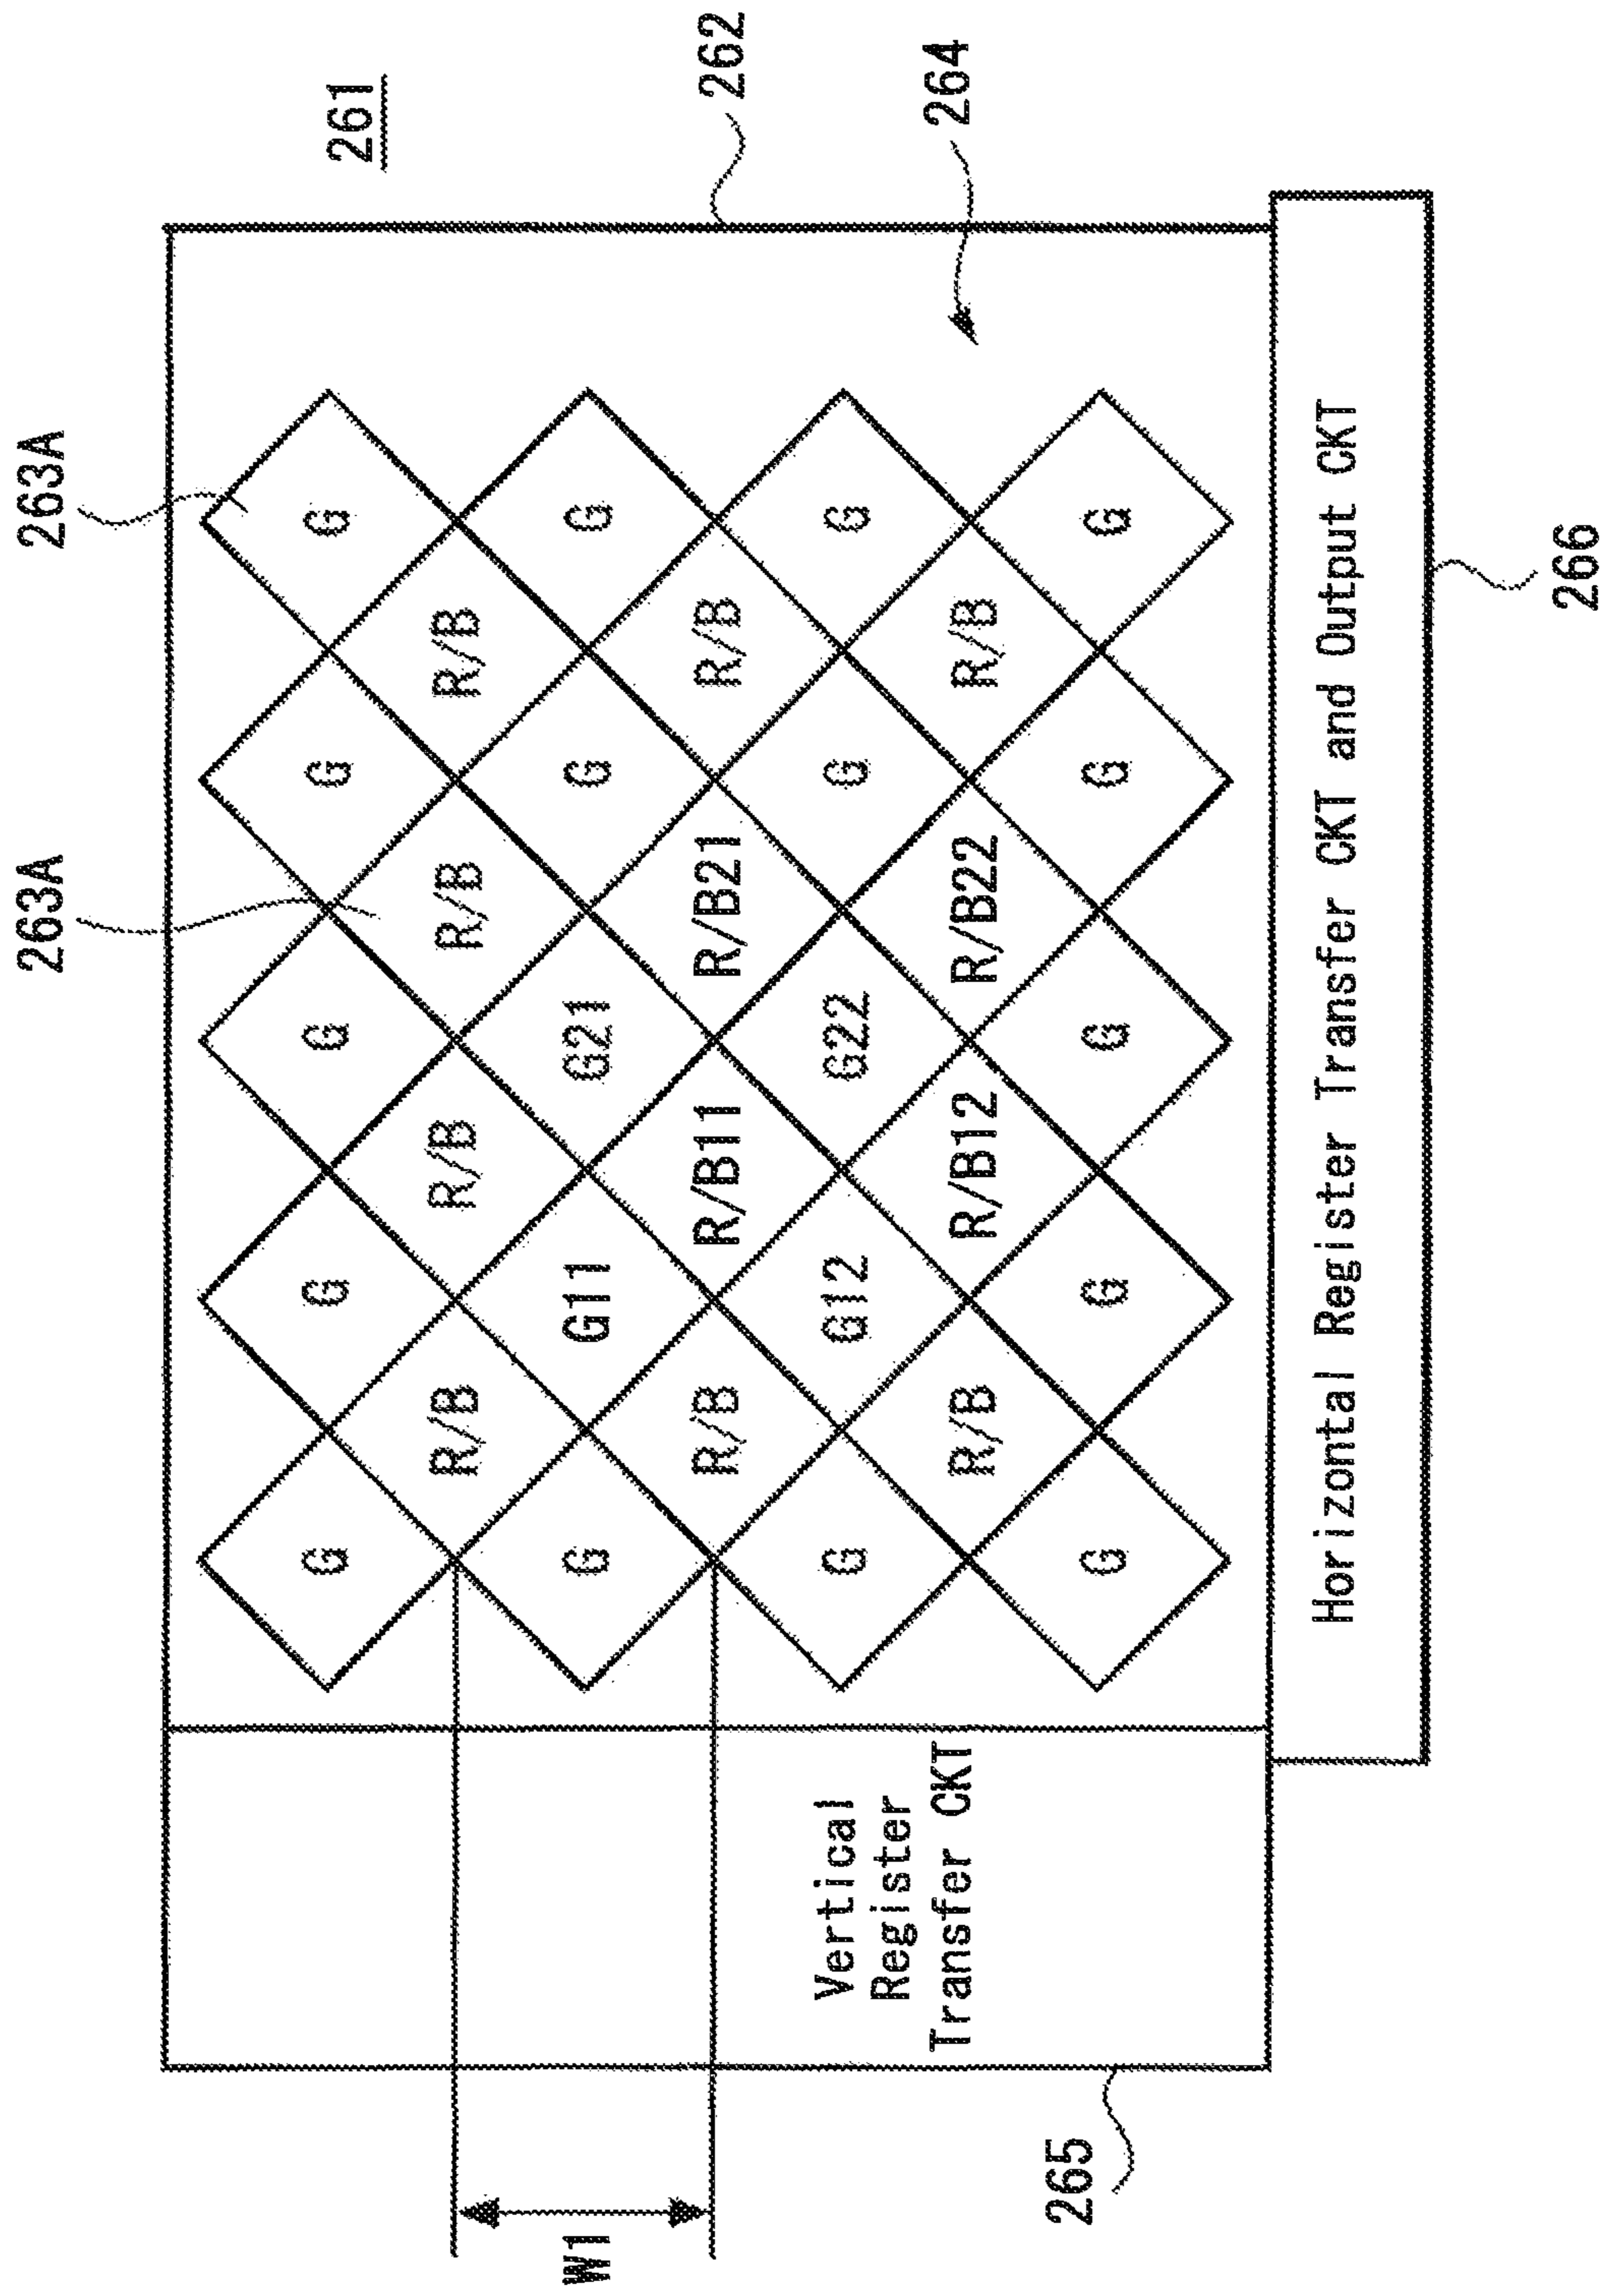 263A 263A
261
G G G G G
R/B R/B R/B R/B
W1
G G11 G21 G G
R/B R/B11 R/B21 R/B
262
G G12 G22 G G
Vertical
Register
Transfer CKT
264
R/B R/B12 R/B22 R/B
265
G G G G G
Horizontal Register Transfer CKT and Output CKT
266